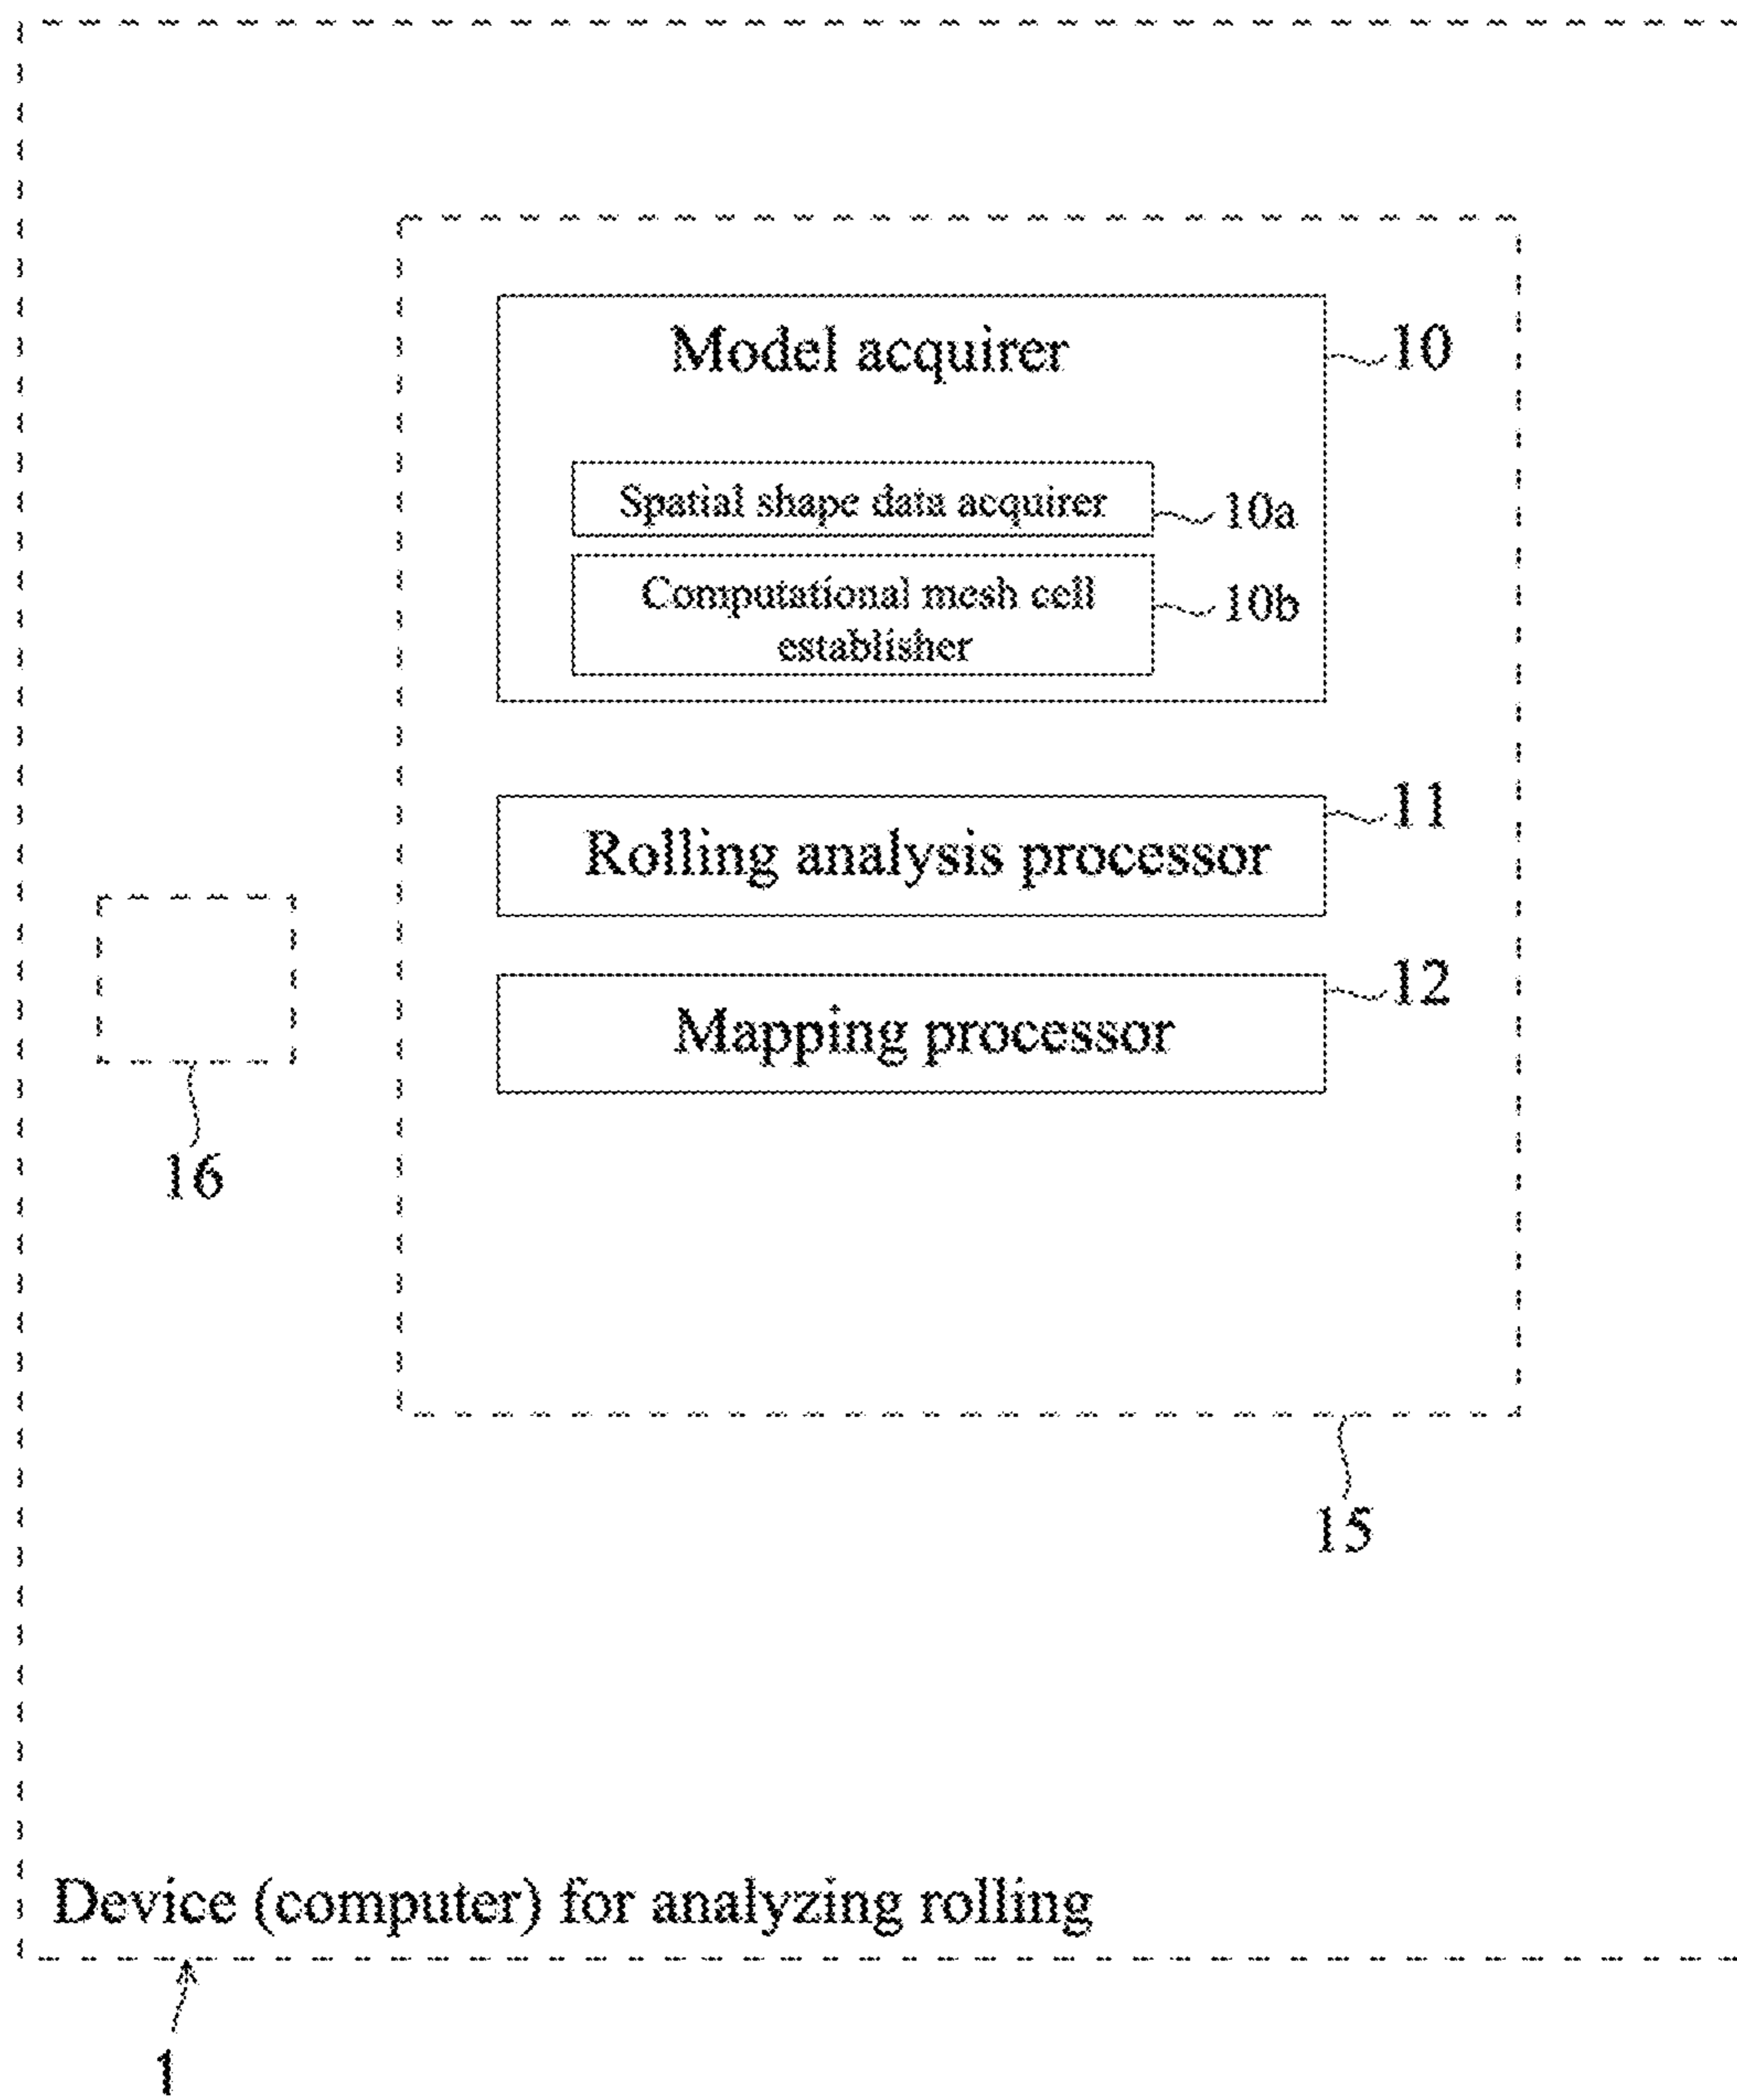 Model acquirer
10
Spatial shape data acquirer
10a
Computational mesh cell
establisher
10b
Rolling analysis processor
11
Mapping processor
12
16
15
Device (computer) for analyzing rolling
1